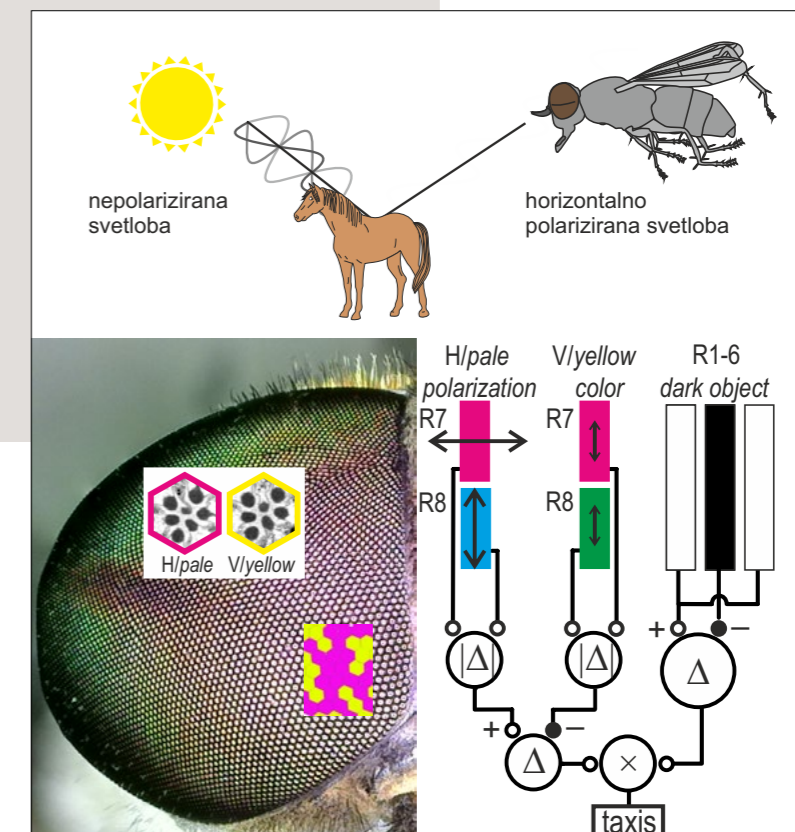 nepolarizirana
svetloba
horizontalno
polarizirana svetloba
H/pale
polarization
V/yellow
color
R1-6
dark object
R7
R7
R8
R8
H/pale
V/yellow
+
−
|Δ|
|Δ|
Δ
+
−
Δ
×
taxis